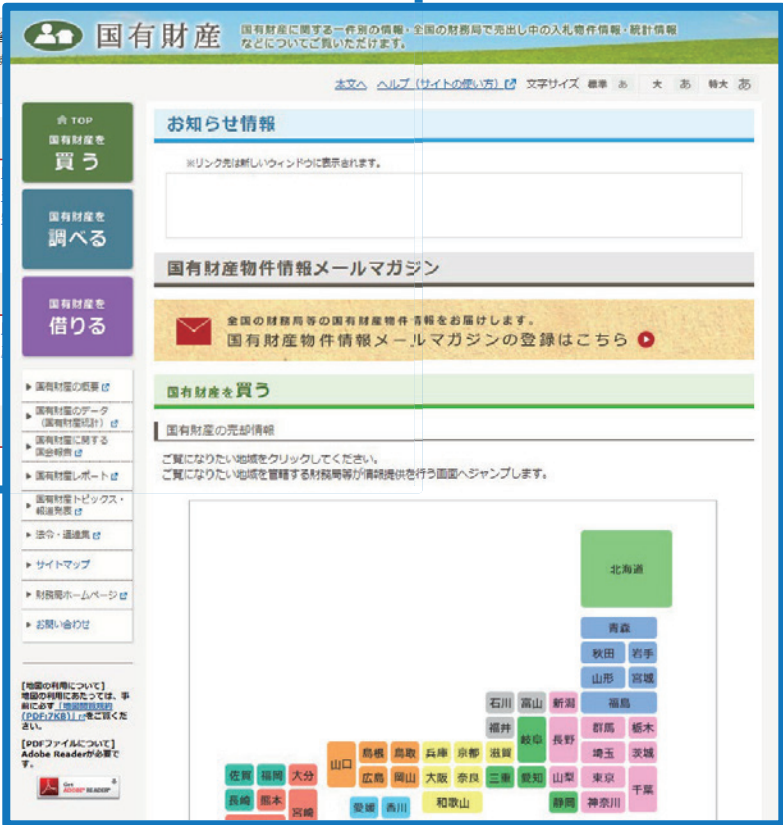 国有財産
国有財産に関する一件別の情報・全国の財務局で売出し中の入札物件情報・統計情報
などについてご覧いただけます。
本文へ ヘルプ(サイトの使い方) 文字サイズ 標準 あ 大 あ 特大 あ
TOP
国有財産を
買う
国有財産を
調べる
国有財産を
借りる
国有財産の概要
国有財産のデータ
(国有財産統計)
国有財産に関する
国会報告
国有財産レポート
国有財産トピックス・
報道発表
法令・通達集
サイトマップ
財務局ホームページ
お問い合わせ
[地図の利用について]
地図の利用にあたっては、事
前に必ず「地図閲覧規約
(PDF:7KB)」をご覧くだ
さい。
[PDFファイルについて]
Adobe Readerが必要で
す。
Get
ADOBE READER
お知らせ情報
※リンク先は新しいウィンドウに表示されます。
国有財産物件情報メールマガジン
全国の財務局等の国有財産物件情報をお届けします。
国有財産物件情報メールマガジンの登録はこちら
国有財産を買う
国有財産の売却情報
ご覧になりたい地域をクリックしてください。
ご覧になりたい地域を管轄する財務局等が情報提供を行う画面へジャンプします。
北海道
青森
秋田 岩手
山形 宮城
石川 富山 新潟 福島
福井 岐阜 長野 群馬 栃木
島根 鳥取 兵庫 京都 滋賀 埼玉 茨城
山口 広島 岡山 大阪 奈良 三重 愛知 山梨 東京 千葉
佐賀 福岡 大分
長崎 熊本 宮崎 愛媛 香川 和歌山 静岡 神奈川